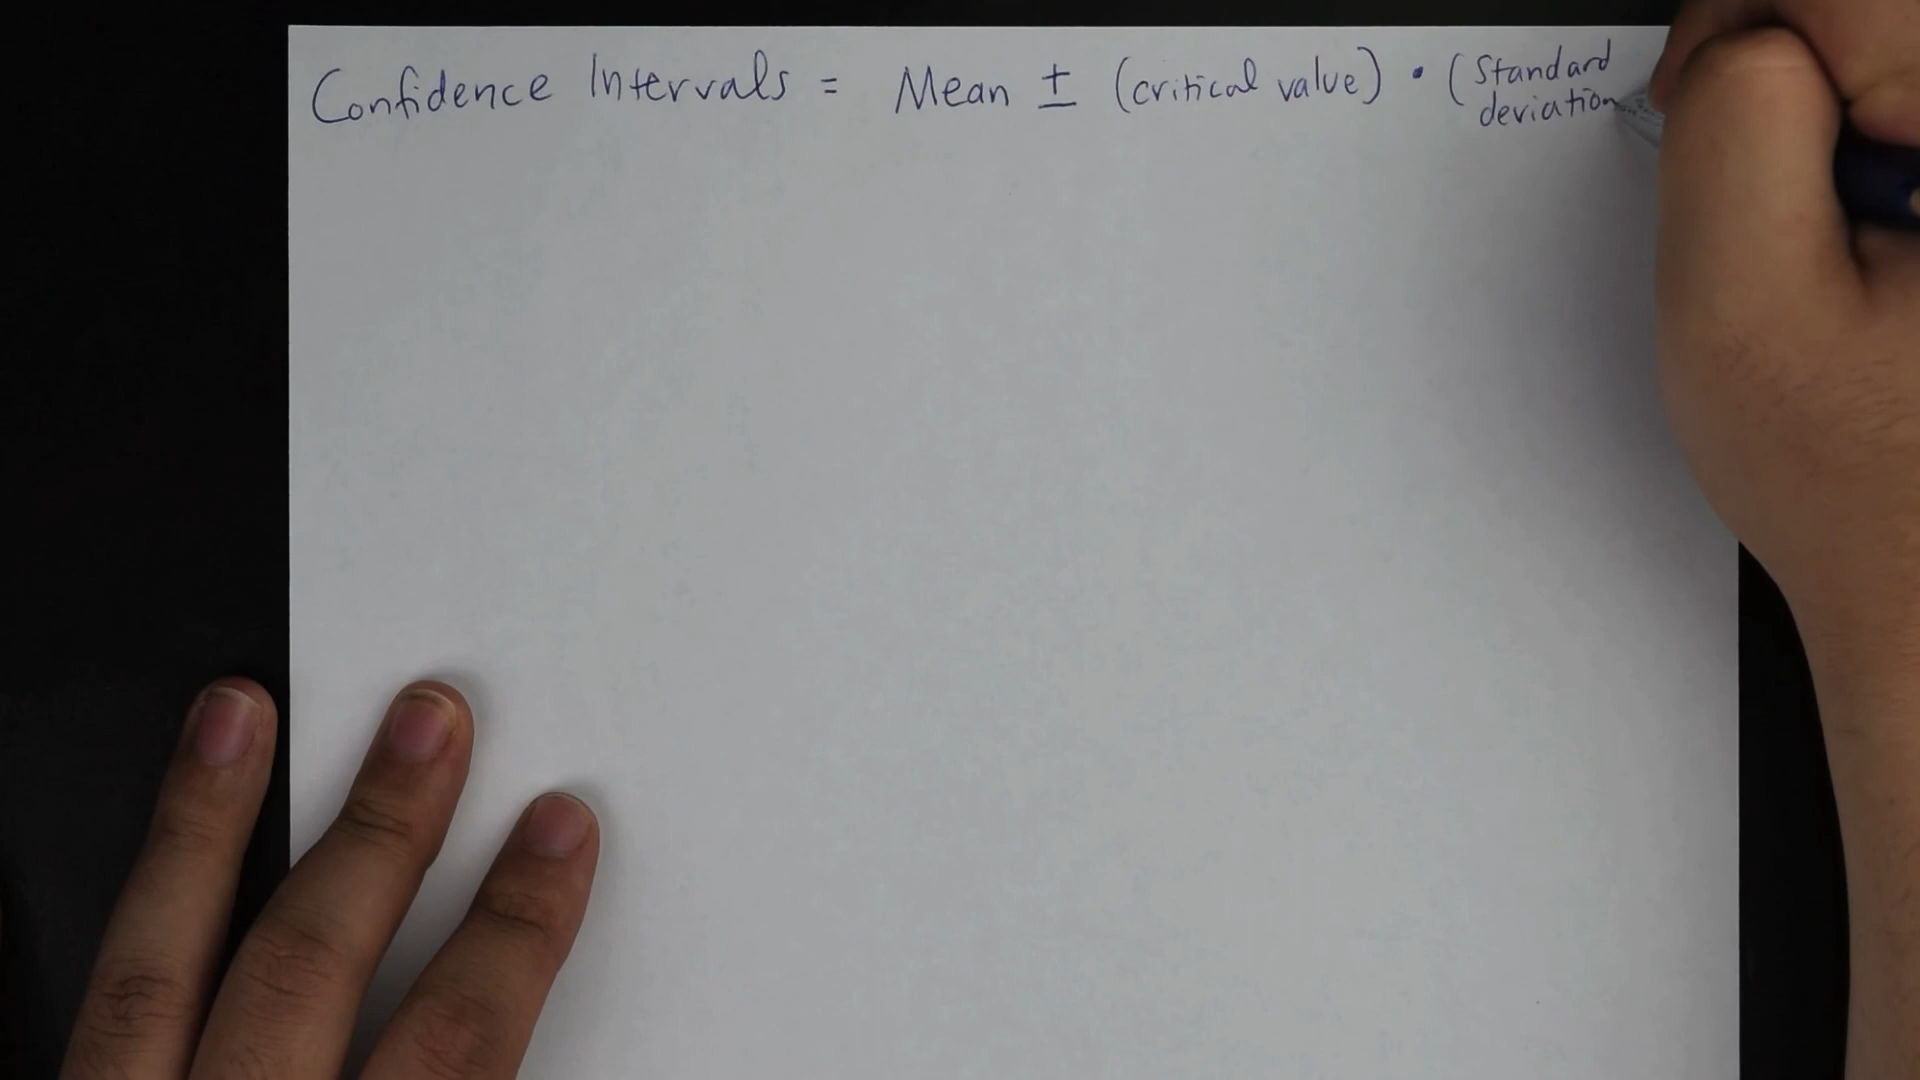 Confidence Intervals = Mean ± (critical value) • (Standard
deviation